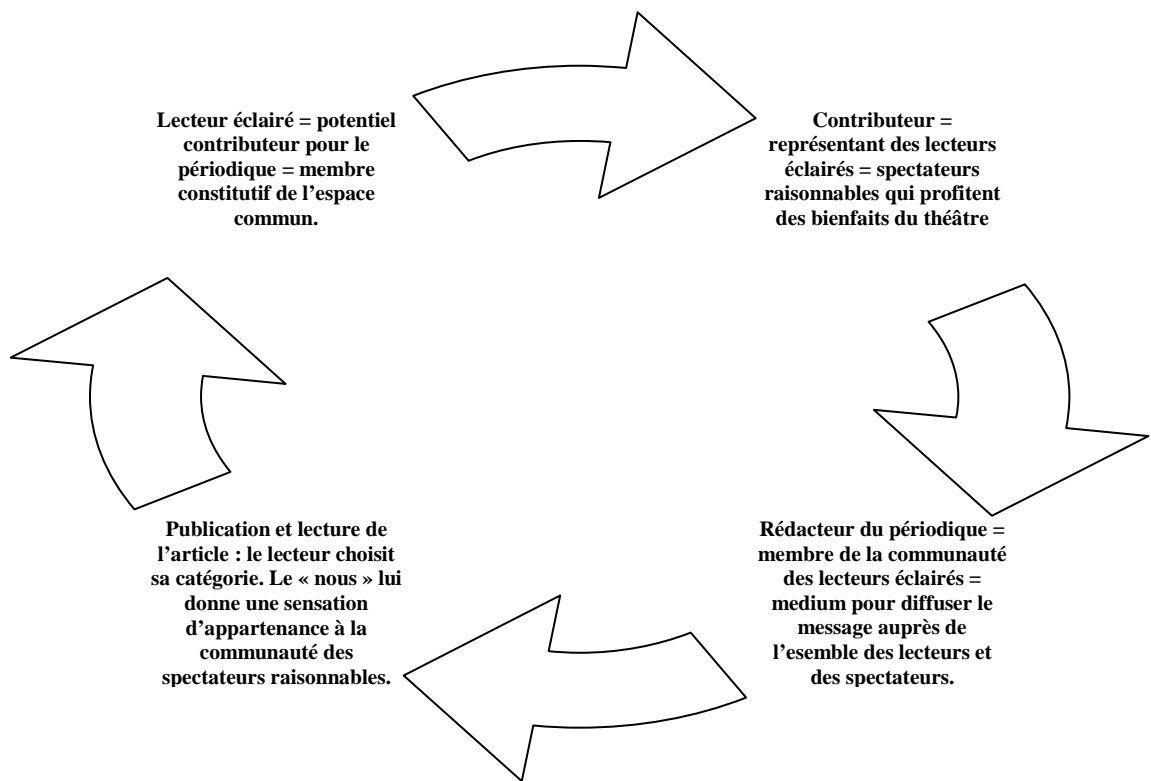 Lecteur éclairé = potentiel
contributeur pour le
périodique = membre
constitutif de l’espace
commun.
Contributeur =
représentant des lecteurs
éclairés = spectateurs
raisonnables qui profitent
des bienfaits du théâtre
Rédacteur du périodique =
membre de la communauté
des lecteurs éclairés =
medium pour diffuser le
message auprès de
l’esemble des lecteurs et
des spectateurs.
Publication et lecture de
l’article : le lecteur choisit
sa catégorie. Le « nous » lui
donne une sensation
d’appartenance à la
communauté des
spectateurs raisonnables.